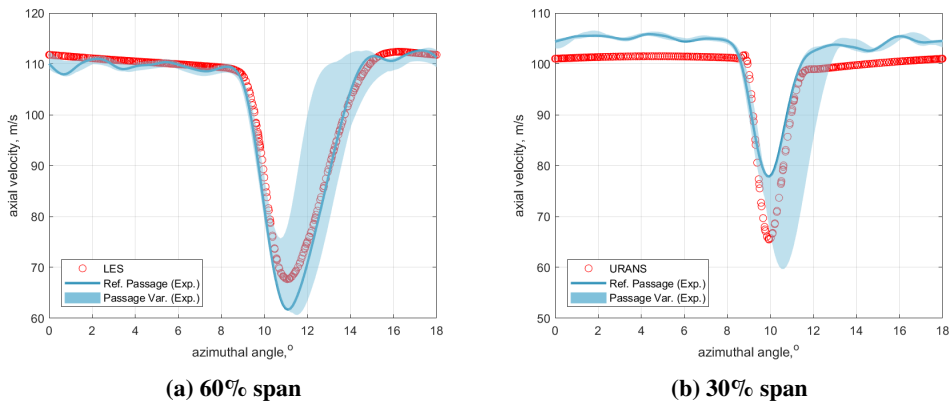 120
110
100
90
80
70
60
axial velocity, m/s
LES
Ref. Passage (Exp.)
Passage Var. (Exp.)
0 2 4 6 8 10 12 14 16 18
azimuthal angle,°
(a) 60% span
110
100
90
80
70
60
50
axial velocity, m/s
URANS
Ref. Passage (Exp.)
Passage Var. (Exp.)
0 2 4 6 8 10 12 14 16 18
azimuthal angle,°
(b) 30% span